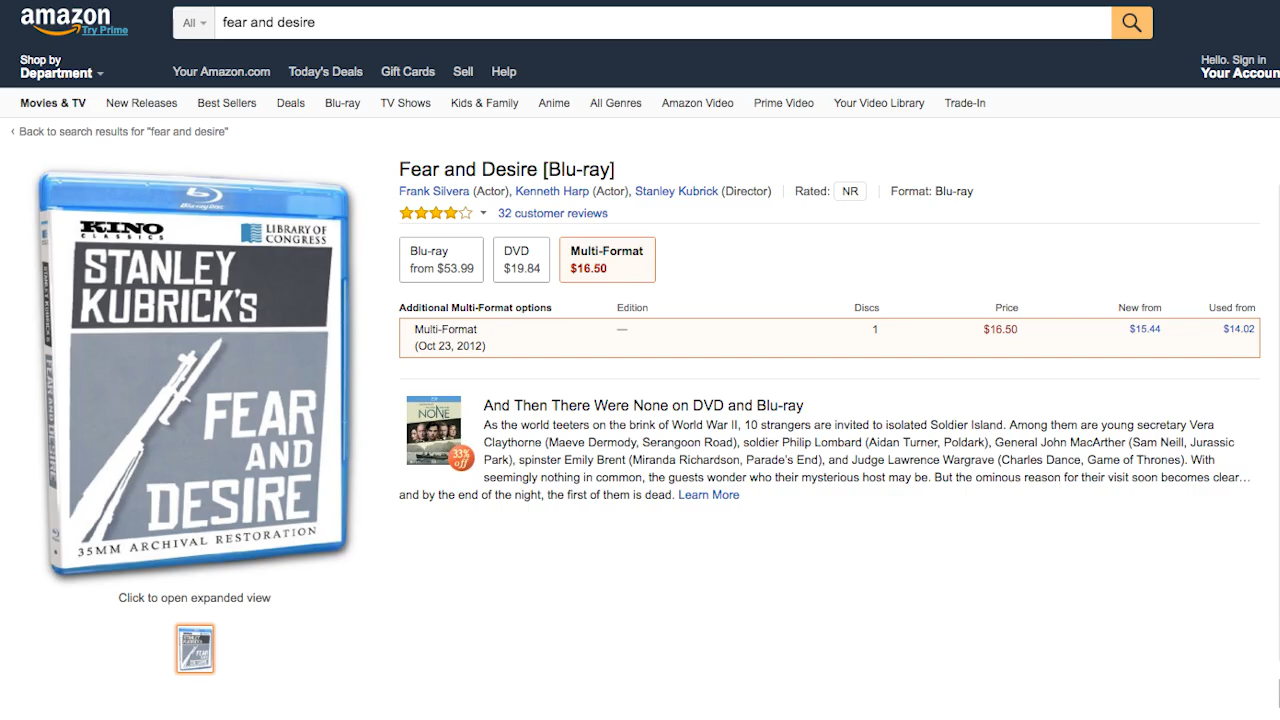 amazon
Try Prime
All
fear and desire
Shop by
Department
Your Amazon.com Today's Deals Gift Cards Sell Help
Hello. Sign in
Your Accoun
Movies & TV New Releases Best Sellers Deals Blu-ray TV Shows Kids & Family Anime All Genres Amazon Video Prime Video Your Video Library Trade-In
‹ Back to search results for "fear and desire"
Blu-ray Disc
KINO
CLASSICS
LIBRARY OF
CONGRESS
STANLEY
KUBRICK'S
FEAR
AND
DESIRE
35MM ARCHIVAL RESTORATION
STANLEY KUBRICK'S
FEAR AND DESIRE
Click to open expanded view
Fear and Desire [Blu-ray]
Frank Silvera (Actor), Kenneth Harp (Actor), Stanley Kubrick (Director) Rated: NR Format: Blu-ray
32 customer reviews
Blu-ray
from $53.99
DVD
$19.84
Multi-Format
$16.50
Additional Multi-Format options Edition Discs Price New from Used from
Multi-Format — 1 $16.50 $15.44 $14.02
(Oct 23, 2012)
NONE
33%
off
And Then There Were None on DVD and Blu-ray
As the world teeters on the brink of World War II, 10 strangers are invited to isolated Soldier Island. Among them are young secretary Vera
Claythorne (Maeve Dermody, Serangoon Road), soldier Philip Lombard (Aidan Turner, Poldark), General John MacArther (Sam Neill, Jurassic
Park), spinster Emily Brent (Miranda Richardson, Parade's End), and Judge Lawrence Wargrave (Charles Dance, Game of Thrones). With
seemingly nothing in common, the guests wonder who their mysterious host may be. But the ominous reason for their visit soon becomes clear…
and by the end of the night, the first of them is dead. Learn More